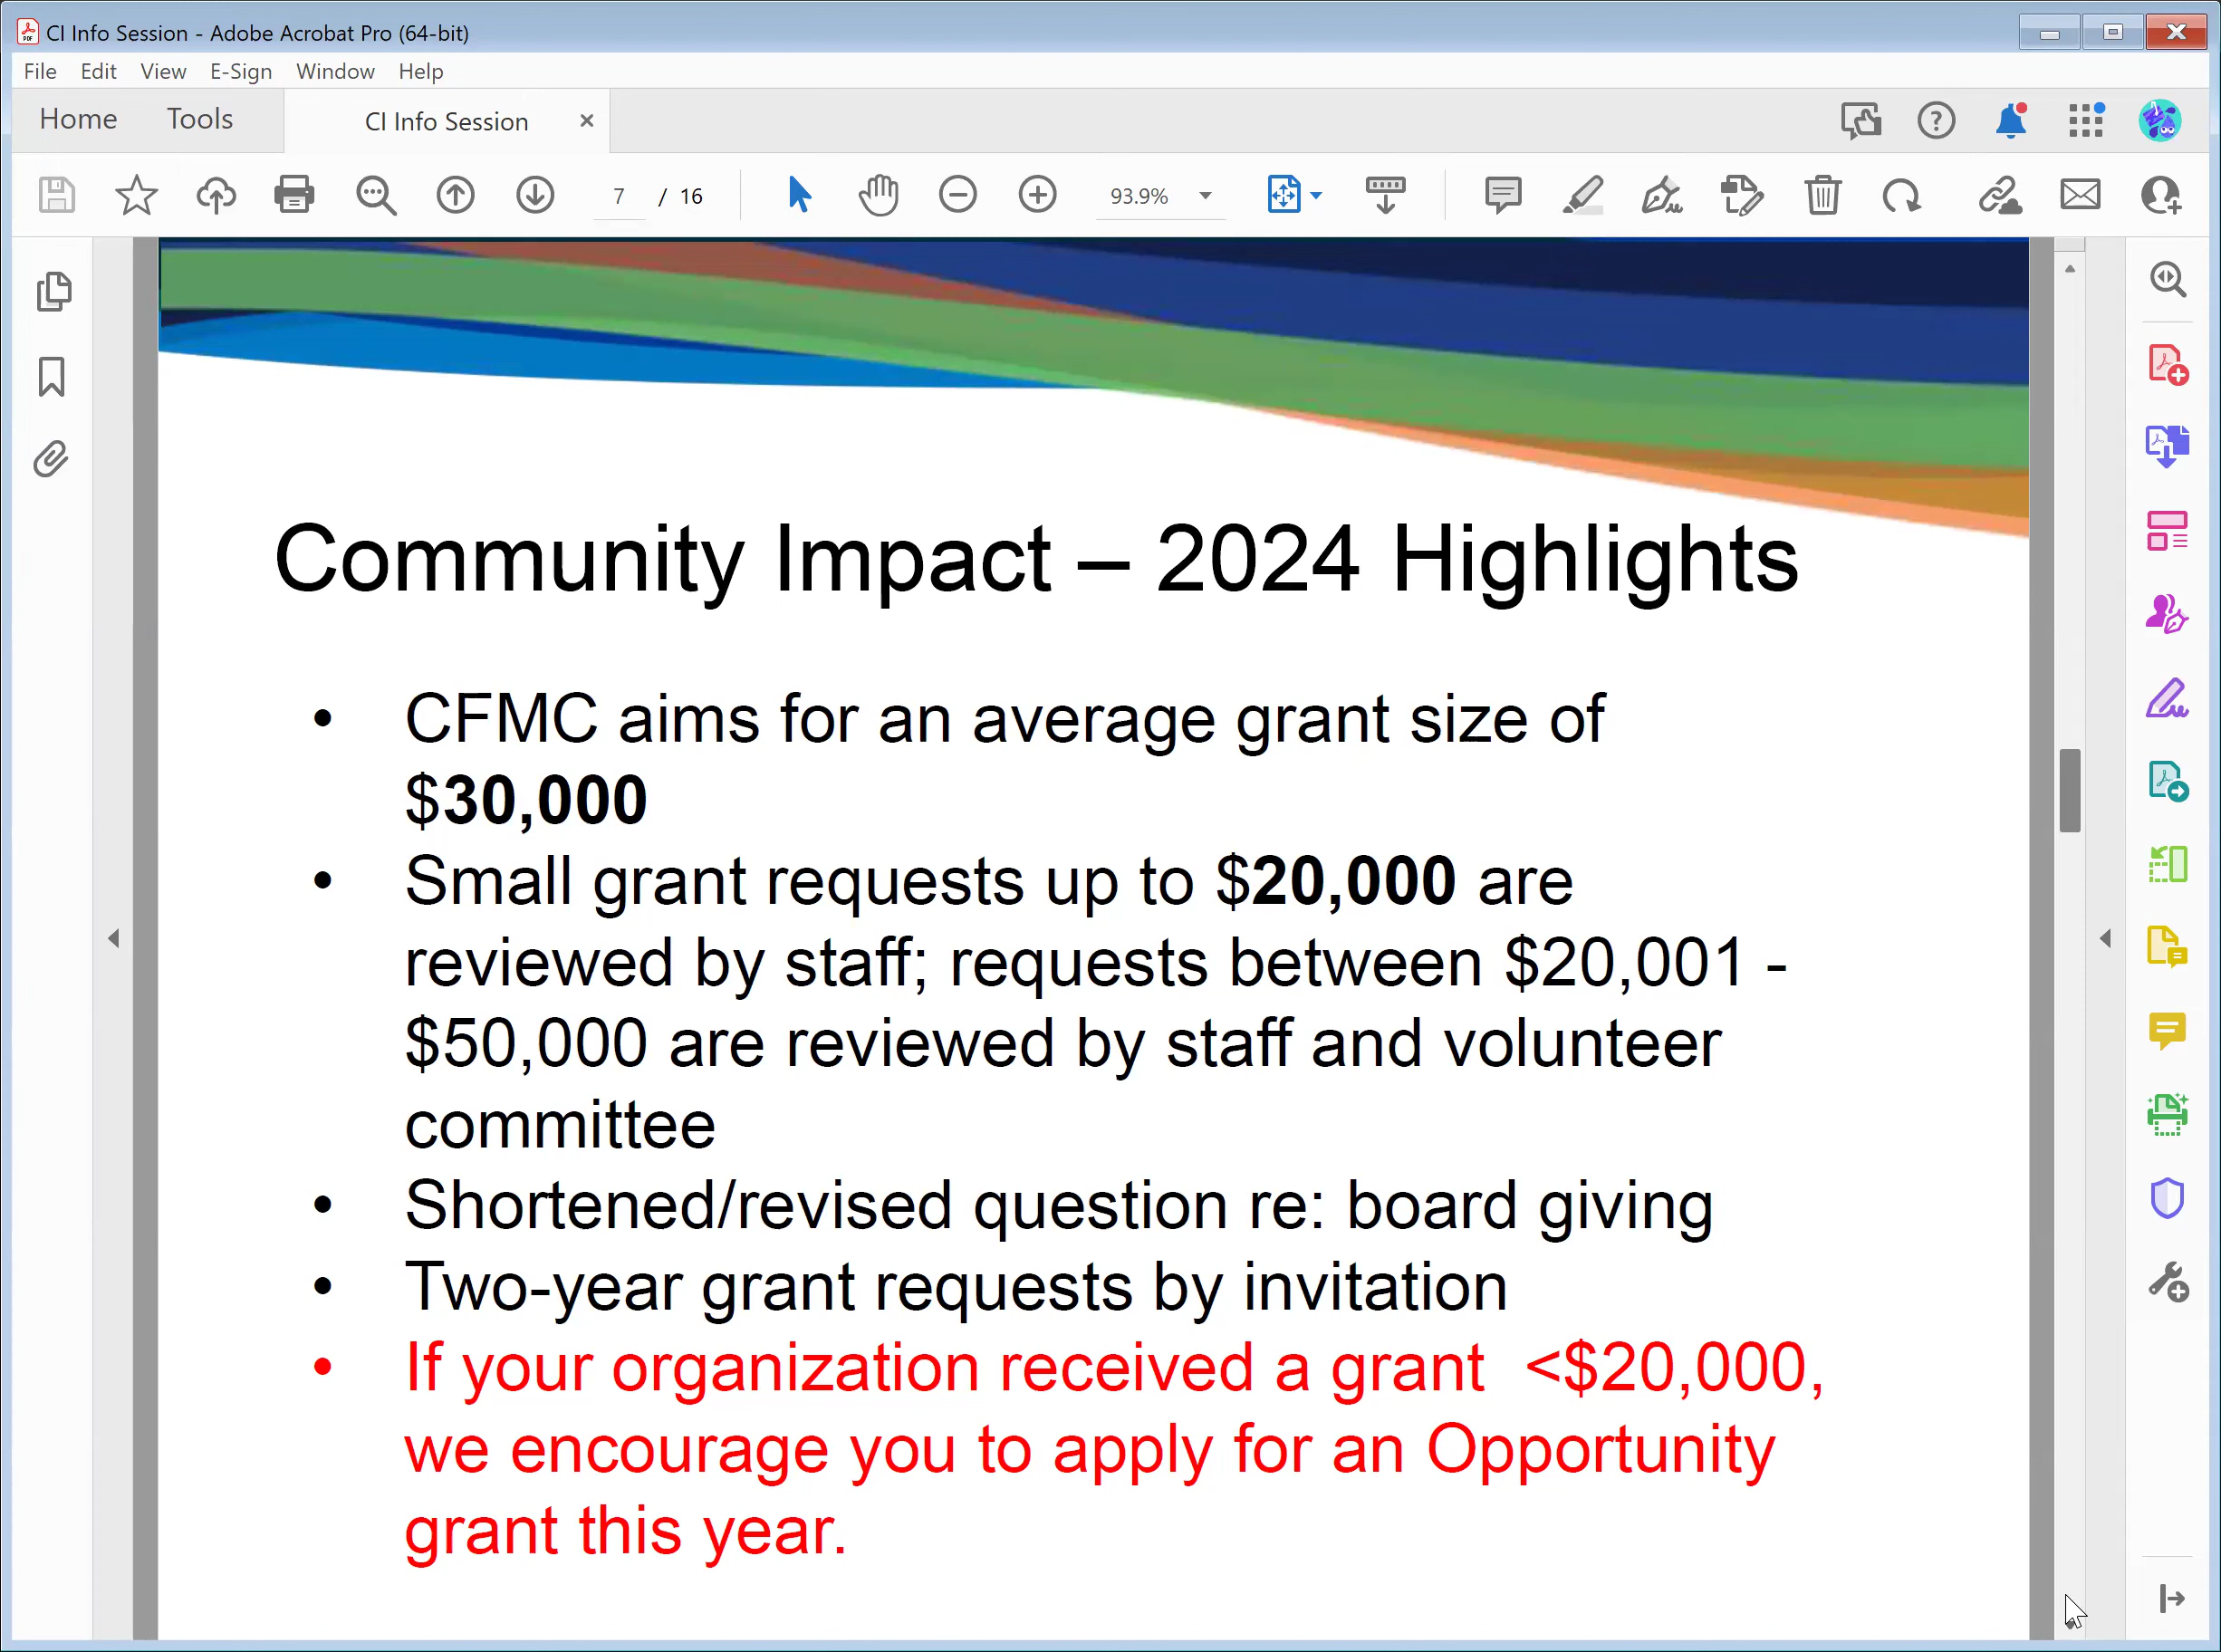 CI Info Session - Adobe Acrobat Pro (64-bit)
File Edit View E-Sign Window Help
Home Tools CI Info Session
7 / 16 93.9%
Community Impact – 2024 Highlights
• CFMC aims for an average grant size of
$30,000
• Small grant requests up to $20,000 are
reviewed by staff; requests between $20,001 -
$50,000 are reviewed by staff and volunteer
committee
• Shortened/revised question re: board giving
• Two-year grant requests by invitation
• If your organization received a grant <$20,000,
we encourage you to apply for an Opportunity
grant this year.